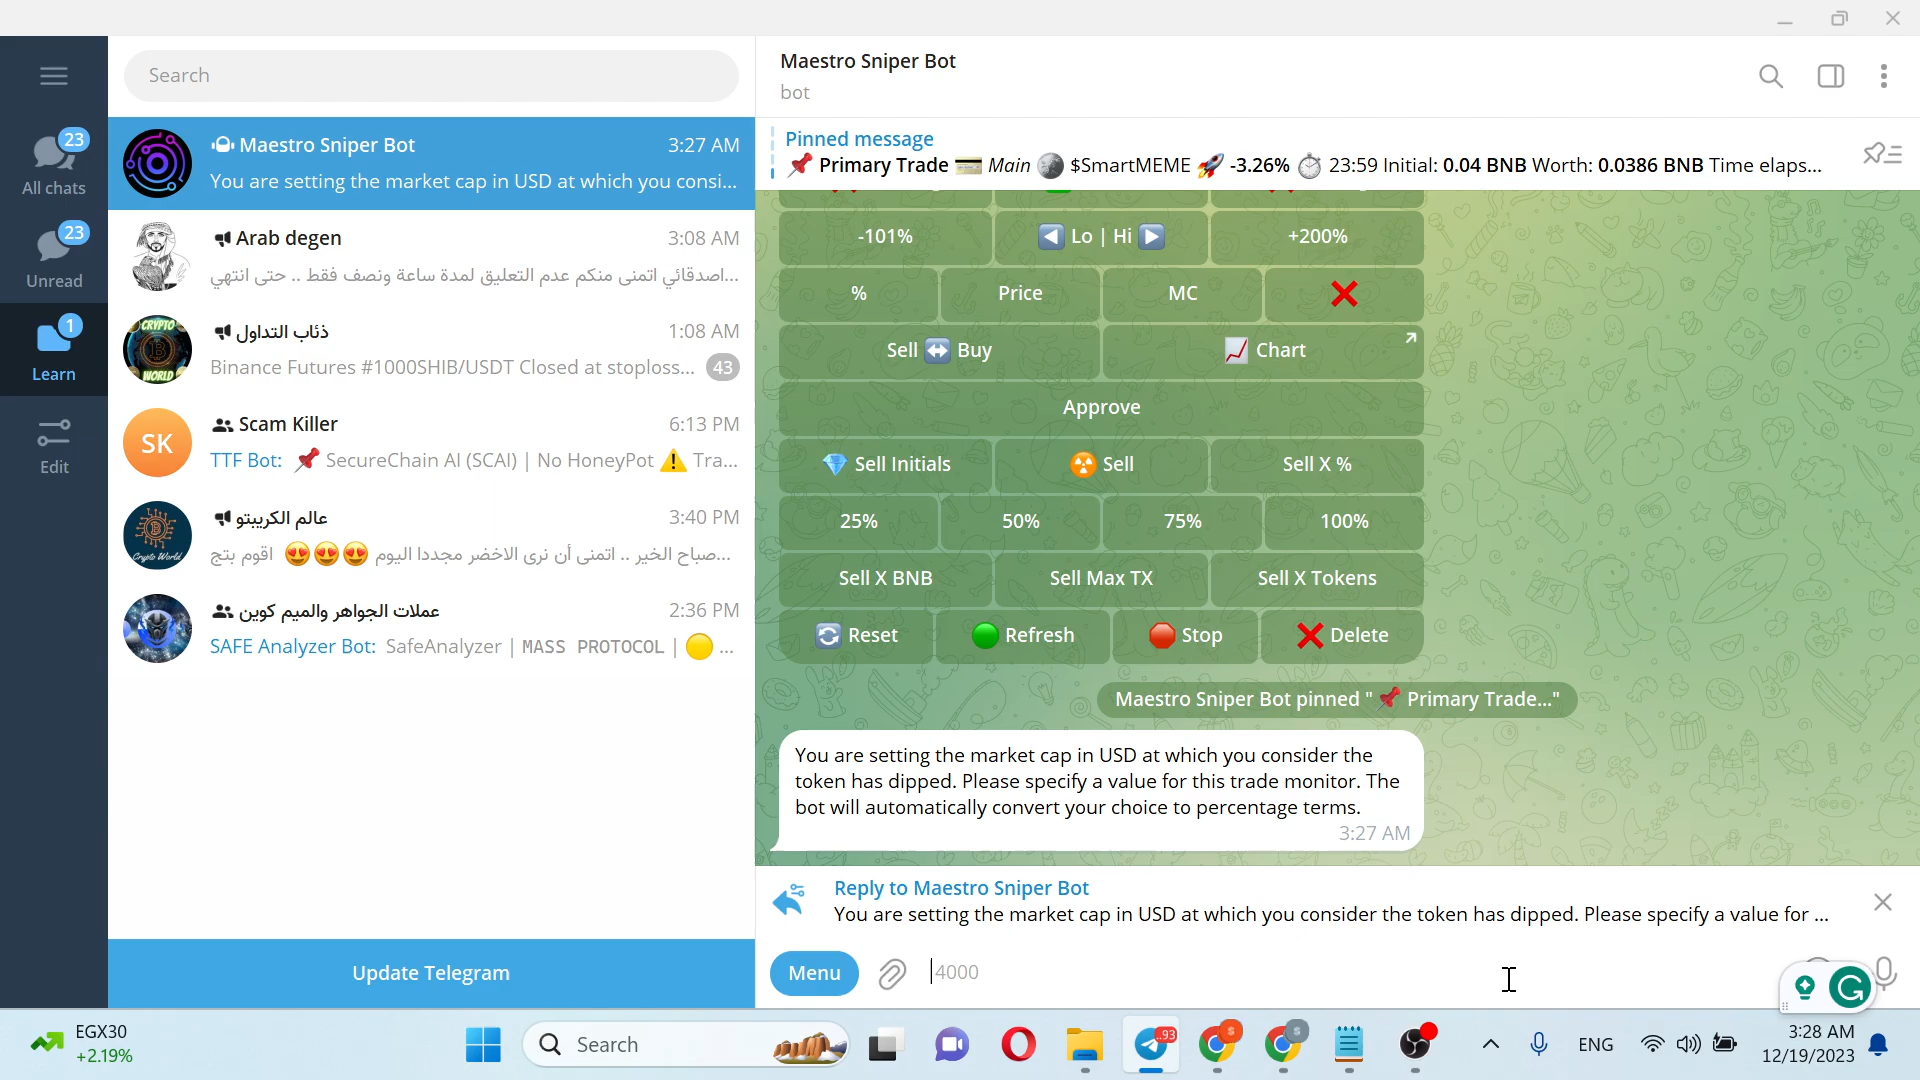 Search
23
All chats
23
Unread
1
Learn
Edit
Maestro Sniper Bot 3:27 AM
You are setting the market cap in USD at which you consi...
Arab degen 3:08 AM
اصدقائي اتمنى منكم عدم التعليق لمدة ساعة ونصف فقط .. حتى انتهي...
ذئاب التداول 1:08 AM
Binance Futures #1000SHIB/USDT Closed at stoploss... 43
CRYPTO
WORLD
SK
Scam Killer 6:13 PM
TTF Bot: 📌 SecureChain AI (SCAI) | No HoneyPot ⚠️ Tra...
عالم الكريبتو 3:40 PM
صباح الخير .. اتمنى أن نرى الاخضر مجددا اليوم 😍😍😍 اقوم بتج...
Crypto World
عملات الجواهر والميم كوين 2:36 PM
SAFE Analyzer Bot: SafeAnalyzer | MASS PROTOCOL | 🟡 ...
Update Telegram
Maestro Sniper Bot
bot
Pinned message
📌 Primary Trade 💳 Main 🌍 $SmartMEME 🚀 -3.26% ⏱ 23:59 Initial: 0.04 BNB Worth: 0.0386 BNB Time elaps...
-101% ◀️ Lo | Hi ▶️ +200%
% Price MC ❌
Sell ↔️ Buy 📈 Chart
Approve
💎 Sell Initials ☢️ Sell Sell X %
25% 50% 75% 100%
Sell X BNB Sell Max TX Sell X Tokens
🔄 Reset 🟢 Refresh 🛑 Stop ❌ Delete
Maestro Sniper Bot pinned " 📌 Primary Trade..."
You are setting the market cap in USD at which you consider the
token has dipped. Please specify a value for this trade monitor. The
bot will automatically convert your choice to percentage terms.
3:27 AM
Reply to Maestro Sniper Bot
You are setting the market cap in USD at which you consider the token has dipped. Please specify a value for ...
Menu 4000
EGX30
+2.19%
Search
..93
S
S
ENG
3:28 AM
12/19/2023